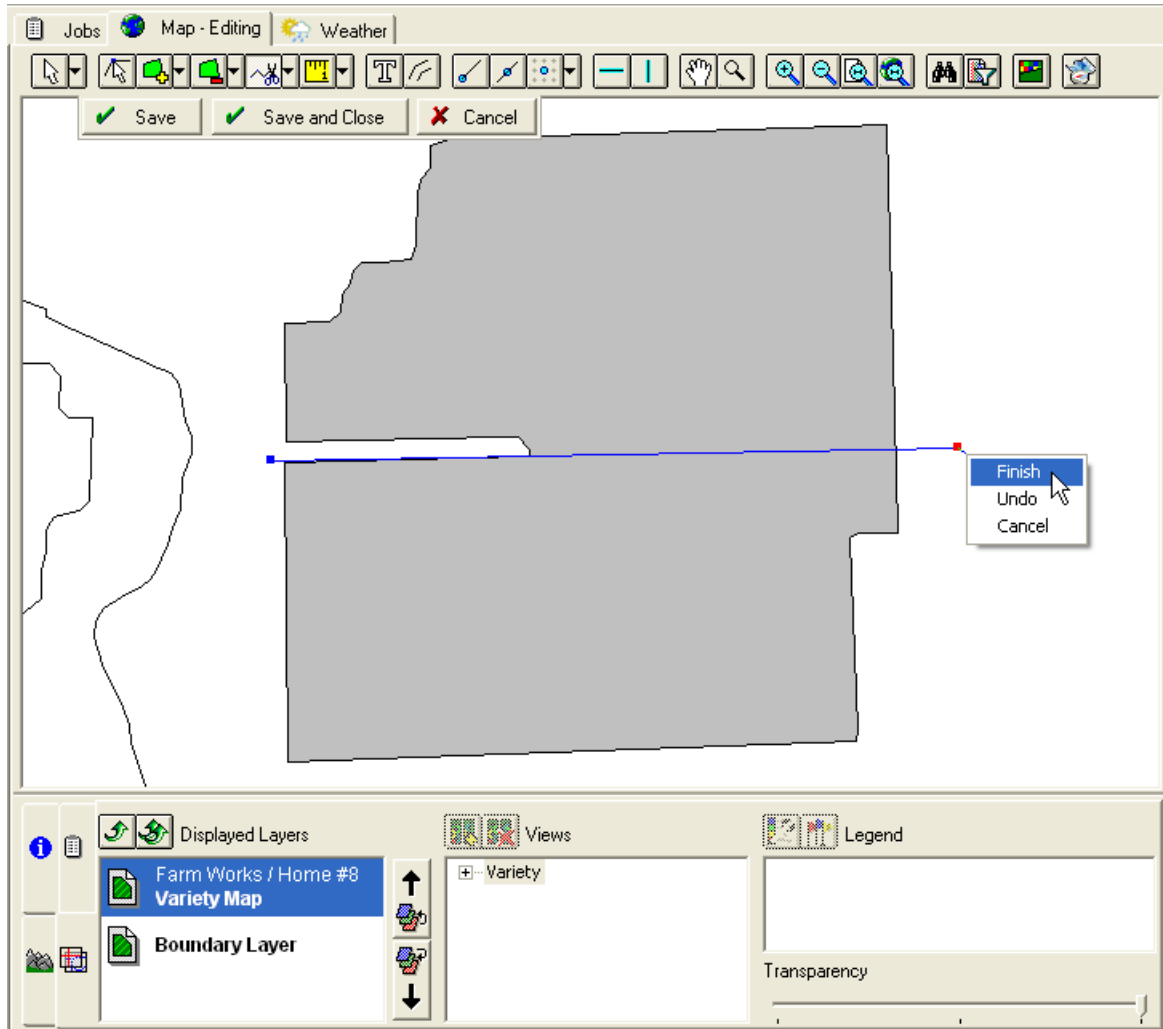 Jobs
Map - Editing
Weather
Save
Save and Close
Cancel
Finish
Undo
Cancel
Displayed Layers
Views
Legend
Farm Works / Home #8
Variety Map
Boundary Layer
Variety
Transparency